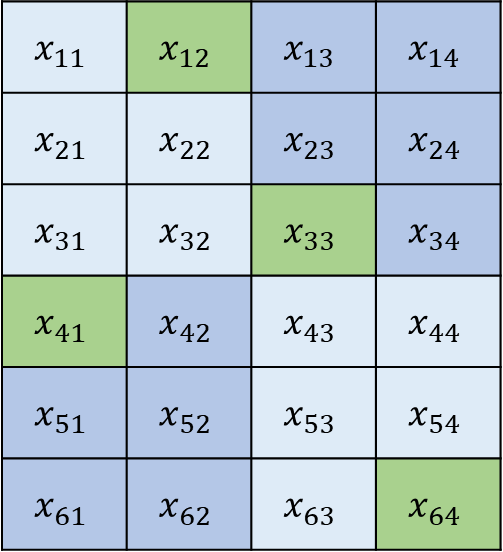 x₁₁ x₁₂ x₁₃ x₁₄
x₂₁ x₂₂ x₂₃ x₂₄
x₃₁ x₃₂ x₃₃ x₃₄
x₄₁ x₄₂ x₄₃ x₄₄
x₅₁ x₅₂ x₅₃ x₅₄
x₆₁ x₆₂ x₆₃ x₆₄